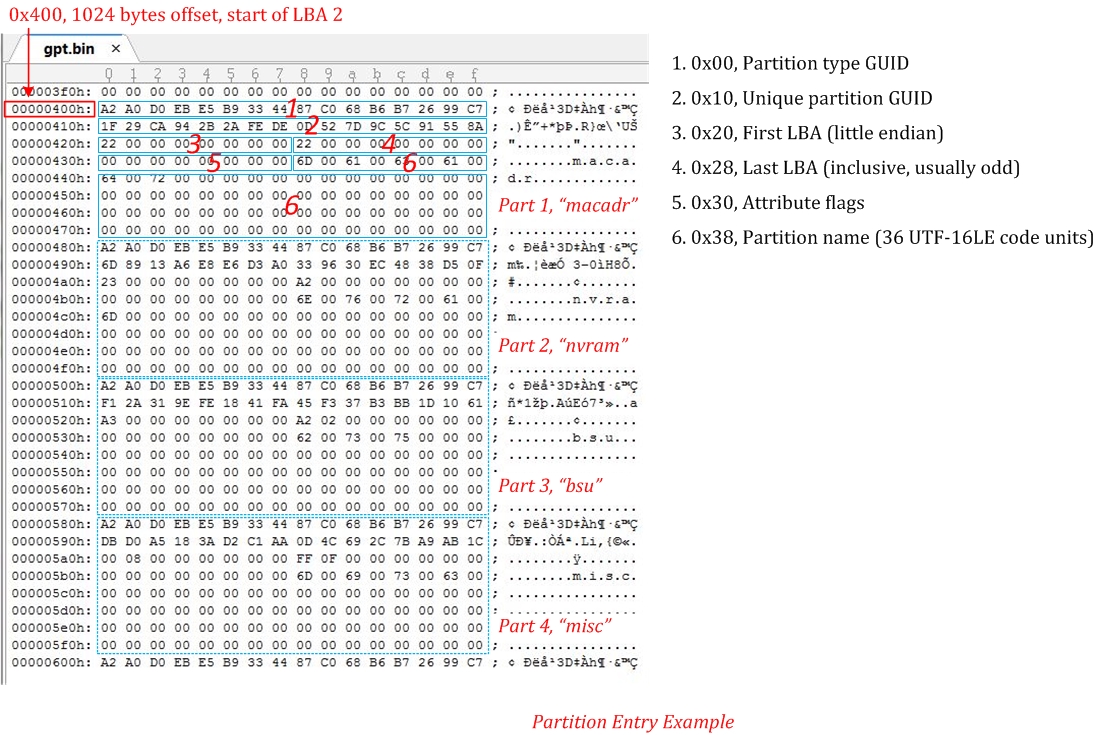 0x400, 1024 bytes offset, start of LBA 2
gpt.bin ×
0 1 2 3 4 5 6 7 8 9 a b c d e f
000003f0h: 00 00 00 00 00 00 00 00 00 00 00 00 00 00 00 00 ; ................
00000400h: A2 A0 D0 EB E5 B9 33 44 87 C0 68 B6 B7 26 99 C7 ; ¢ Ðëå¹3D‡Àh¶·&™Ç
1
00000410h: 1F 29 CA 94 2B 2A FE DE 0D 52 7D 9C 5C 91 55 8A ; .)Ê”+*þÞ.R}œ\‘UŠ
2
00000420h: 22 00 00 00 00 00 00 00 22 00 00 00 00 00 00 00 ; ".......".......
3 4
00000430h: 00 00 00 00 00 00 00 00 6D 00 61 00 63 00 61 00 ; ........m.a.c.a.
5 6
00000440h: 64 00 72 00 00 00 00 00 00 00 00 00 00 00 00 00 ; d.r.............
00000450h: 00 00 00 00 00 00 00 00 00 00 00 00 00 00 00 00
00000460h: 00 00 00 00 00 00 00 00 00 00 00 00 00 00 00 00
6
Part 1, “macadr”
00000470h: 00 00 00 00 00 00 00 00 00 00 00 00 00 00 00 00 ; ................
00000480h: A2 A0 D0 EB E5 B9 33 44 87 C0 68 B6 B7 26 99 C7 ; ¢ Ðëå¹3D‡Àh¶·&™Ç
00000490h: 6D 89 13 A6 E8 E6 D3 A0 33 96 30 EC 48 38 D5 0F ; m‰.¦èæÓ 3–0ìH8Õ.
000004a0h: 23 00 00 00 00 00 00 00 A2 00 00 00 00 00 00 00 ; #.......¢.......
000004b0h: 00 00 00 00 00 00 00 00 6E 00 76 00 72 00 61 00 ; ........n.v.r.a.
000004c0h: 6D 00 00 00 00 00 00 00 00 00 00 00 00 00 00 00 ; m...............
000004d0h: 00 00 00 00 00 00 00 00 00 00 00 00 00 00 00 00
000004e0h: 00 00 00 00 00 00 00 00 00 00 00 00 00 00 00 00
Part 2, “nvram”
000004f0h: 00 00 00 00 00 00 00 00 00 00 00 00 00 00 00 00 ; ................
00000500h: A2 A0 D0 EB E5 B9 33 44 87 C0 68 B6 B7 26 99 C7 ; ¢ Ðëå¹3D‡Àh¶·&™Ç
00000510h: F1 2A 31 9E FE 18 41 FA 45 F3 37 B3 BB 1D 10 61 ; ñ*1žþ.AúEó7³»..a
00000520h: A3 00 00 00 00 00 00 00 A2 02 00 00 00 00 00 00 ; £.......¢.......
00000530h: 00 00 00 00 00 00 00 00 62 00 73 00 75 00 00 00 ; ........b.s.u...
00000540h: 00 00 00 00 00 00 00 00 00 00 00 00 00 00 00 00 ; ................
00000550h: 00 00 00 00 00 00 00 00 00 00 00 00 00 00 00 00
00000560h: 00 00 00 00 00 00 00 00 00 00 00 00 00 00 00 00
Part 3, “bsu”
00000570h: 00 00 00 00 00 00 00 00 00 00 00 00 00 00 00 00 ; ................
00000580h: A2 A0 D0 EB E5 B9 33 44 87 C0 68 B6 B7 26 99 C7 ; ¢ Ðëå¹3D‡Àh¶·&™Ç
00000590h: DB D0 A5 18 3A D2 C1 AA 0D 4C 69 2C 7B A9 AB 1C ; ÛÐ¥.:ÒÁª.Li,{©«.
000005a0h: 00 08 00 00 00 00 00 00 FF 0F 00 00 00 00 00 00 ; ........ÿ.......
000005b0h: 00 00 00 00 00 00 00 00 6D 00 69 00 73 00 63 00 ; ........m.i.s.c.
000005c0h: 00 00 00 00 00 00 00 00 00 00 00 00 00 00 00 00 ; ................
000005d0h: 00 00 00 00 00 00 00 00 00 00 00 00 00 00 00 00 ; ................
000005e0h: 00 00 00 00 00 00 00 00 00 00 00 00 00 00 00 00
Part 4, “misc”
000005f0h: 00 00 00 00 00 00 00 00 00 00 00 00 00 00 00 00 ; ................
00000600h: A2 A0 D0 EB E5 B9 33 44 87 C0 68 B6 B7 26 99 C7 ; ¢ Ðëå¹3D‡Àh¶·&™Ç
1. 0x00, Partition type GUID
2. 0x10, Unique partition GUID
3. 0x20, First LBA (little endian)
4. 0x28, Last LBA (inclusive, usually odd)
5. 0x30, Attribute flags
6. 0x38, Partition name (36 UTF-16LE code units)
Partition Entry Example